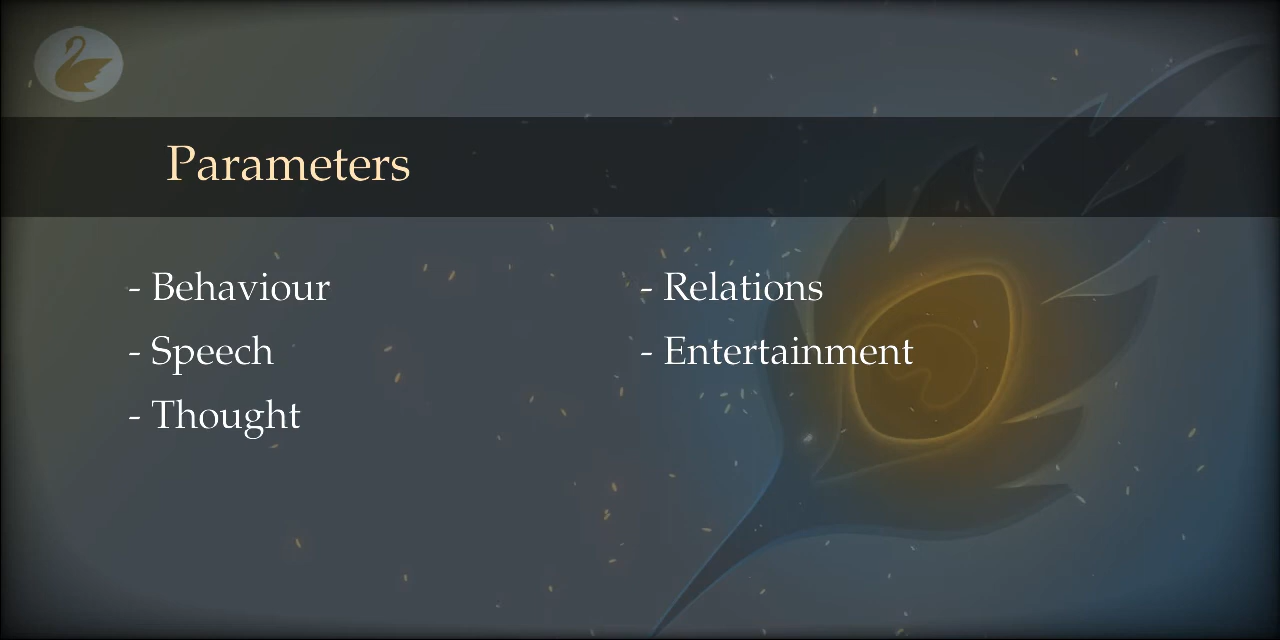 Parameters
- Behaviour
- Speech
- Thought
- Relations
- Entertainment